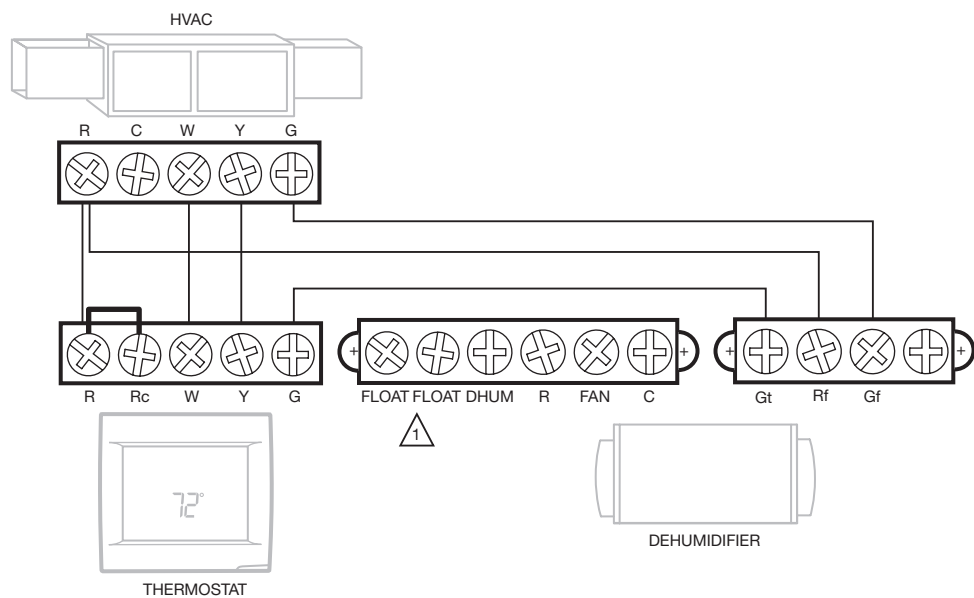 HVAC
R C W Y G
R Rc W Y G
FLOAT FLOAT DHUM R FAN C
Gt Rf Gf
1
72°
DEHUMIDIFIER
THERMOSTAT